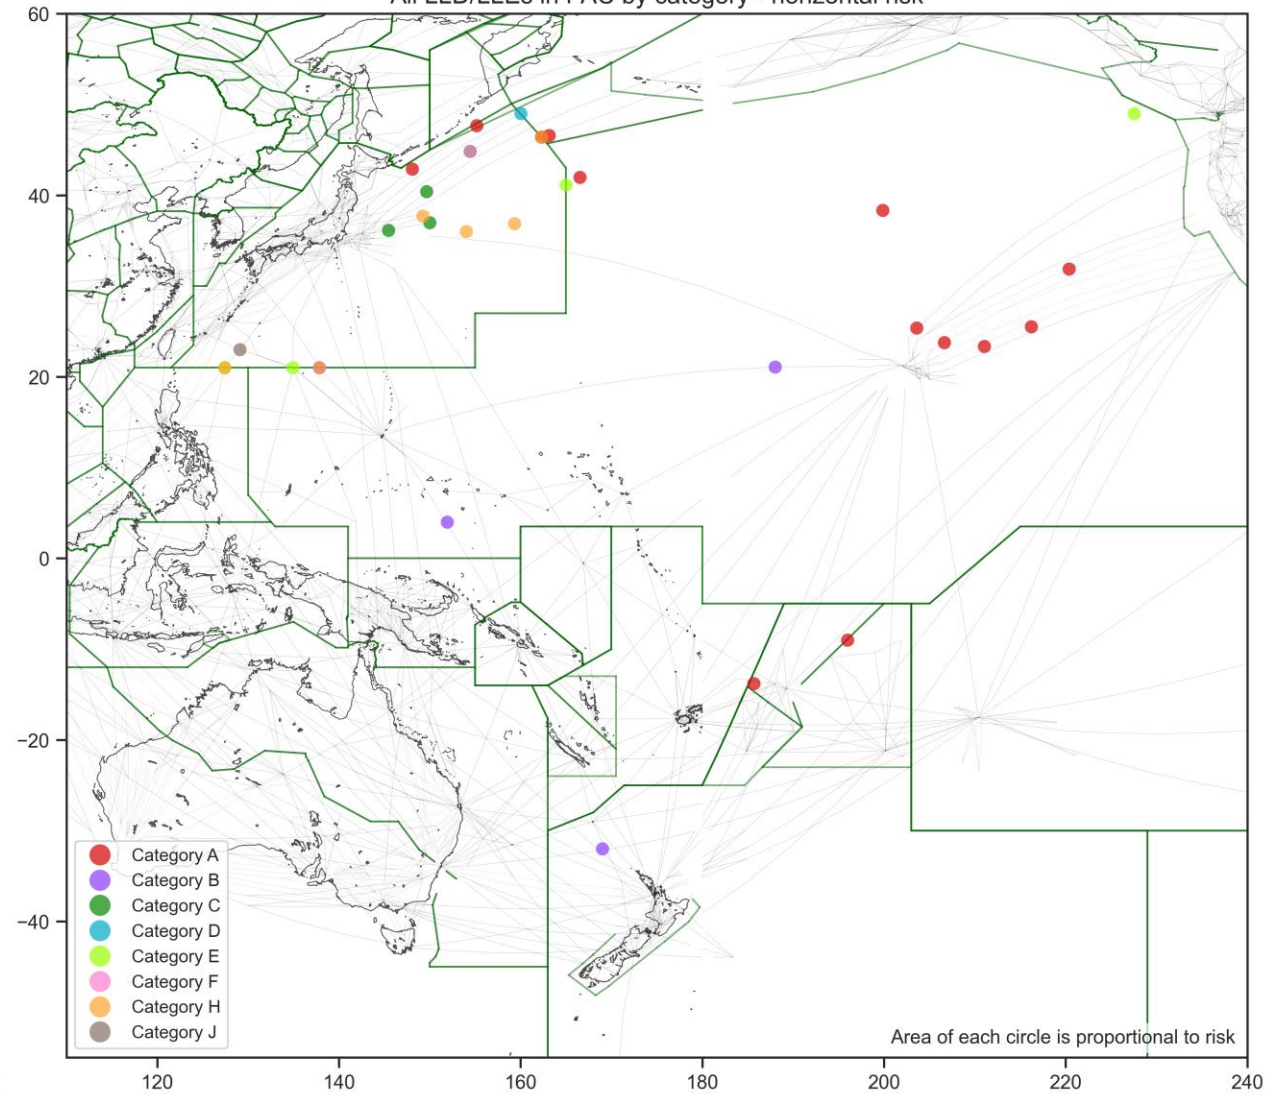 60
40
20
0
−20
−40
Category A
Category B
Category C
Category D
Category E
Category F
Category H
Category J
Area of each circle is proportional to risk
120
140
160
180
200
220
240